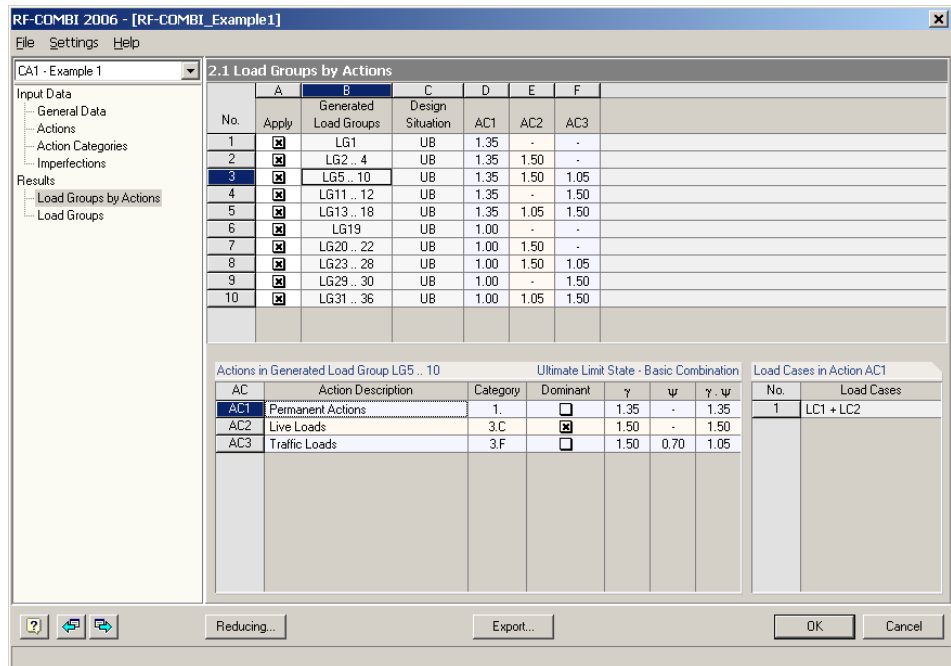 RF-COMBI 2006 - [RF-COMBI_Example1]
File Settings Help
CA1 - Example 1
Input Data
General Data
Actions
Action Categories
Imperfections
Results
Load Groups by Actions
Load Groups
2.1 Load Groups by Actions
A B C D E F
Generated Design
No. Apply Load Groups Situation AC1 AC2 AC3
1 LG1 UB 1.35 - -
2 LG2 .. 4 UB 1.35 1.50 -
3 LG5 .. 10 UB 1.35 1.50 1.05
4 LG11 .. 12 UB 1.35 - 1.50
5 LG13 .. 18 UB 1.35 1.05 1.50
6 LG19 UB 1.00 - -
7 LG20 .. 22 UB 1.00 1.50 -
8 LG23 .. 28 UB 1.00 1.50 1.05
9 LG29 .. 30 UB 1.00 - 1.50
10 LG31 .. 36 UB 1.00 1.05 1.50
Actions in Generated Load Group LG5 .. 10 Ultimate Limit State - Basic Combination
AC Action Description Category Dominant γ ψ γ . ψ
AC1 Permanent Actions 1. 1.35 - 1.35
AC2 Live Loads 3.C 1.50 - 1.50
AC3 Traffic Loads 3.F 1.50 0.70 1.05
Load Cases in Action AC1
No. Load Cases
1 LC1 + LC2
Reducing... Export... OK Cancel